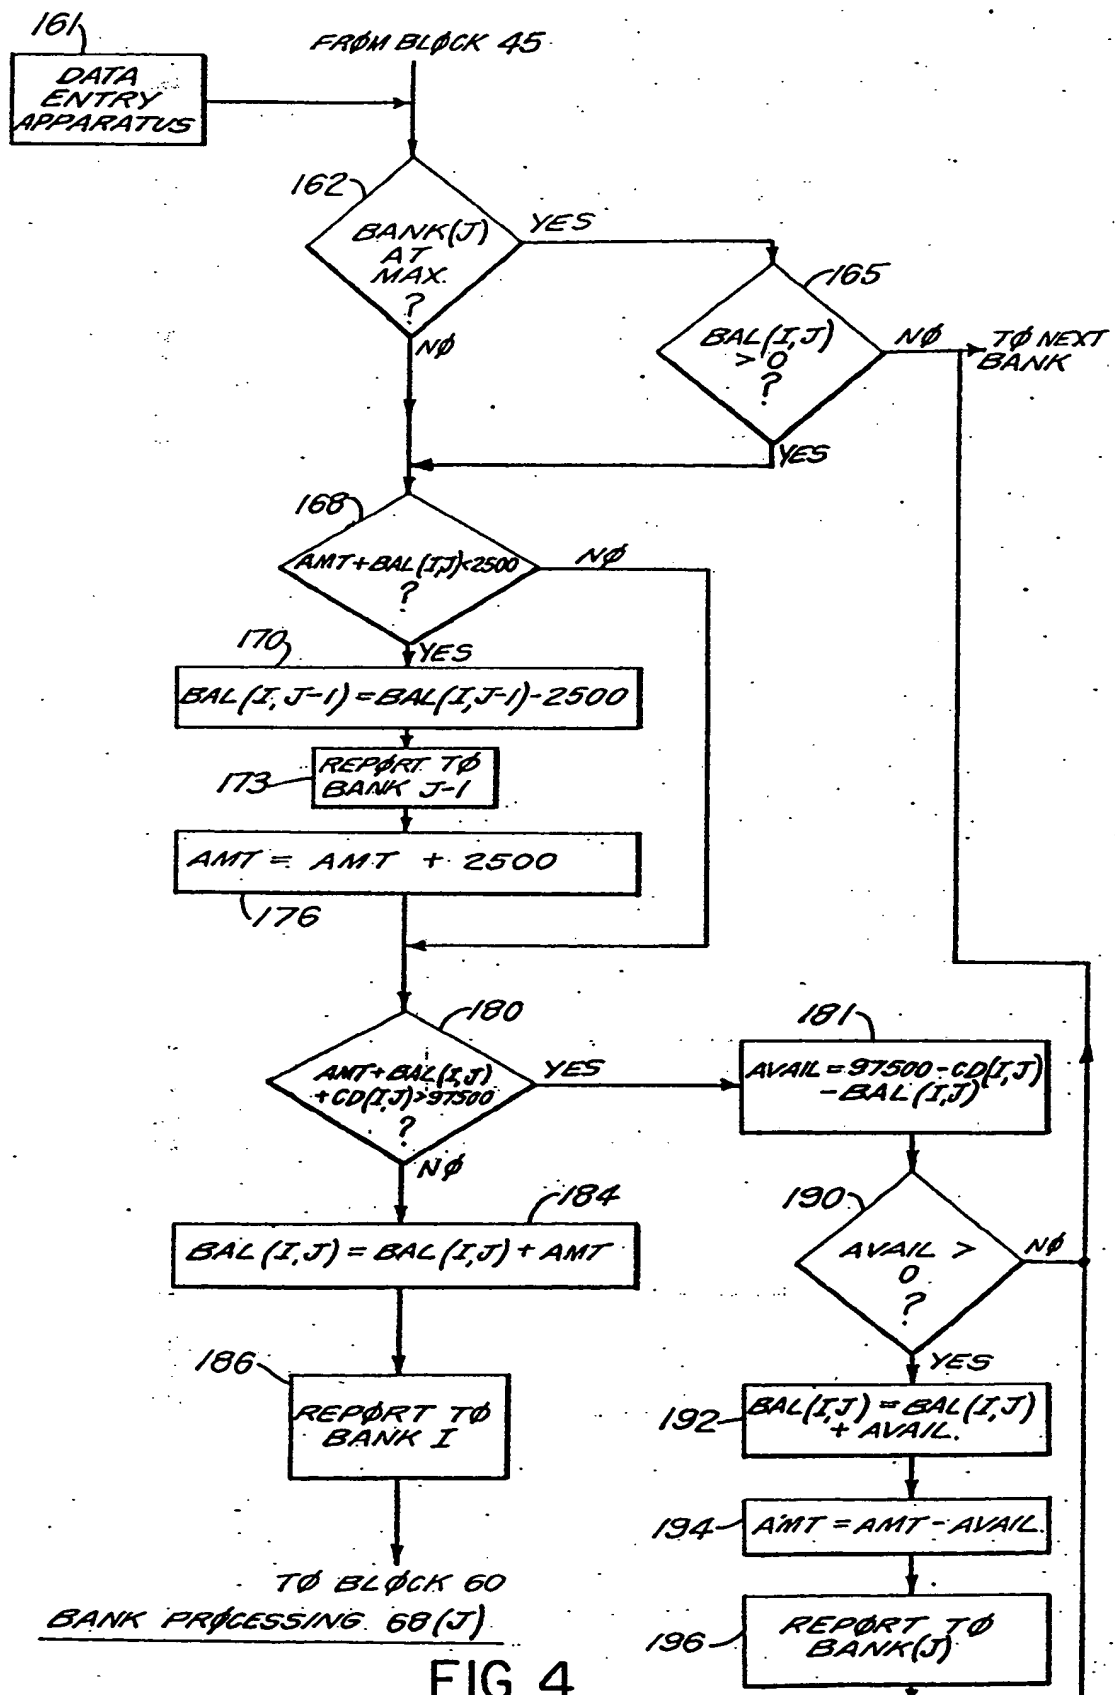 161
FRØM BLØCK 45
DATA
ENTRY
APPARATUS
162
BANK(J)
AT
MAX.
?
YES
NØ
165
BAL(I,J)
> 0
?
NØ
TØ NEXT
BANK
YES
168
AMT+BAL(I,J)<2500
?
NØ
YES
170
BAL(I,J-1)=BAL(I,J-1)-2500
173
REPØRT TØ
BANK J-1
AMT = AMT + 2500
176
180
AMT+BAL(I,J)
+CD(I,J)>97500
?
YES
NØ
181
AVAIL=97500-CD(I,J)
-BAL(I,J)
184
BAL(I,J)=BAL(I,J)+AMT
190
AVAIL >
0
?
NØ
YES
186
REPØRT TØ
BANK I
192
BAL(I,J)=BAL(I,J)
+ AVAIL.
194
AMT=AMT-AVAIL.
TØ BLØCK 60
BANK PRØCESSING 68(J)
196
REPØRT TØ
BANK(J)
FIG 4